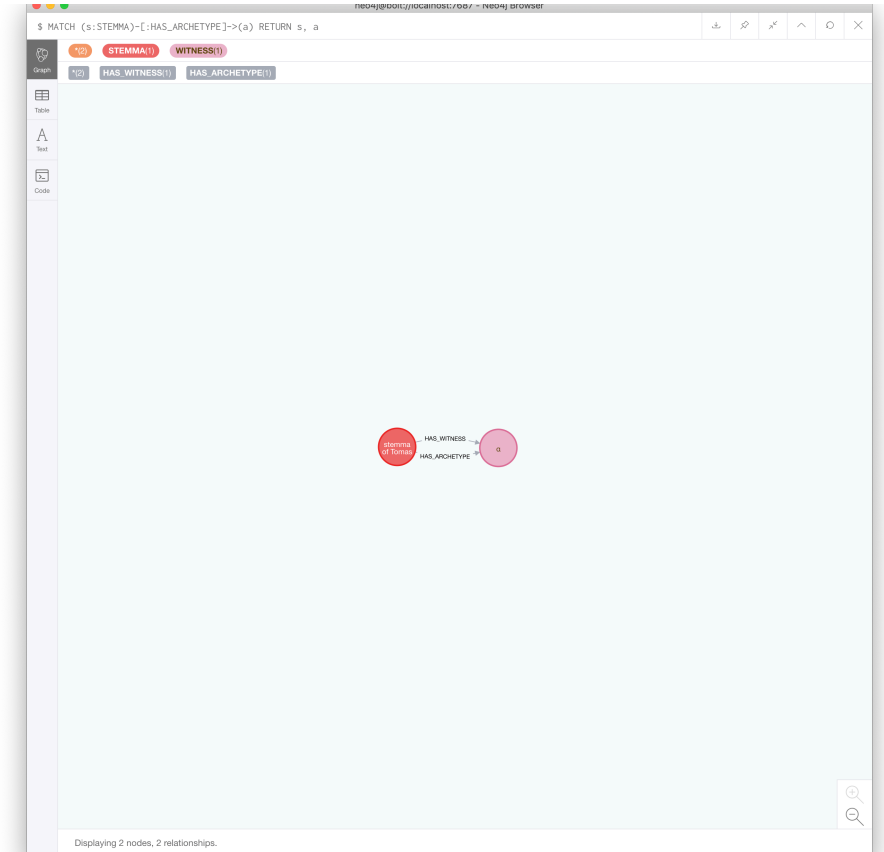 neo4j@bolt://localhost:7687 - Neo4j Browser
$ MATCH (s:STEMMA)-[:HAS_ARCHETYPE]->(a) RETURN s, a
*(2) STEMMA(1) WITNESS(1)
*(2) HAS_WITNESS(1) HAS_ARCHETYPE(1)
Graph
Table
Text
Code
stemma
of Tomas
HAS_WITNESS
HAS_ARCHETYPE
α
Displaying 2 nodes, 2 relationships.